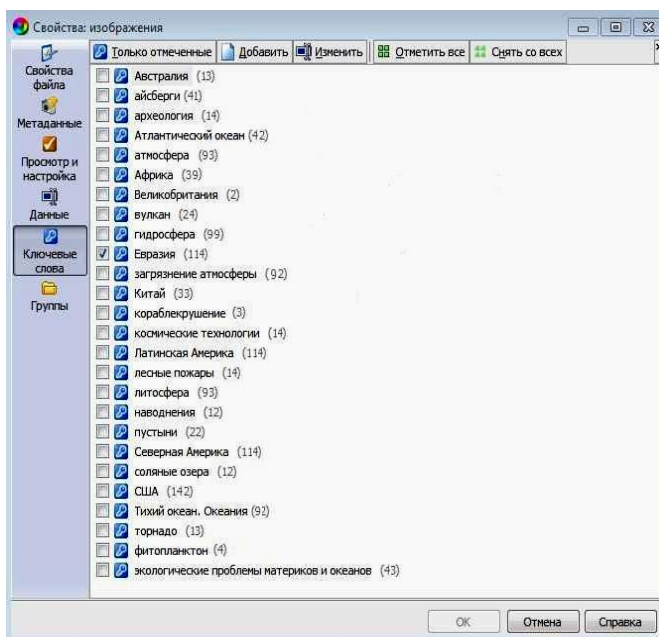 Свойства: изображения
Только отмеченные Добавить Изменить Отметить все Снять со всех
Свойства
файла
Метаданные
Просмотр и
настройка
Данные
Ключевые
слова
Группы
Австралия (13)
айсберги (41)
археология (14)
Атлантический океан (42)
атмосфера (93)
Африка (39)
Великобритания (2)
вулкан (24)
гидросфера (99)
Евразия (114)
загрязнение атмосферы (92)
Китай (33)
кораблекрушение (3)
космические технологии (14)
Латинская Америка (114)
лесные пожары (14)
литосфера (93)
наводнения (12)
пустыни (22)
Северная Америка (114)
соляные озера (12)
США (142)
Тихий океан. Океания (92)
торнадо (13)
фитопланктон (4)
экологические проблемы материков и океанов (43)
ОК Отмена Справка